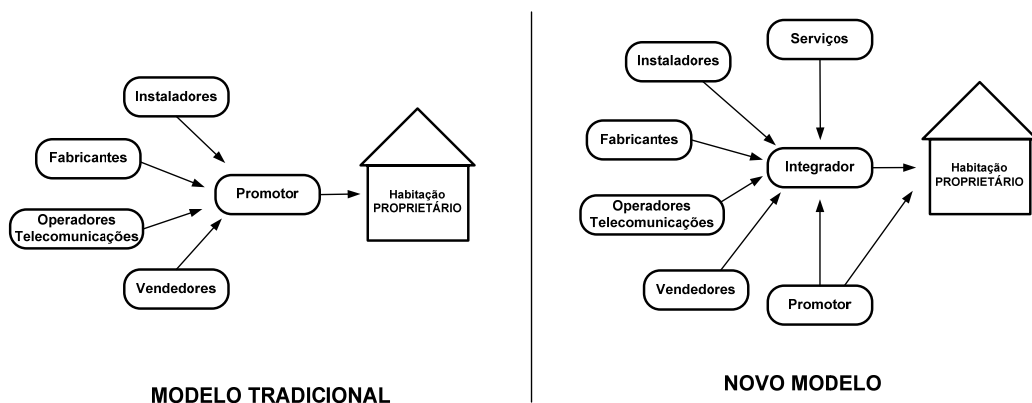 Instaladores
Fabricantes
Operadores
Telecomunicações
Vendedores
Promotor
Habitação
PROPRIETÁRIO
MODELO TRADICIONAL
Serviços
Instaladores
Fabricantes
Operadores
Telecomunicações
Vendedores
Integrador
Promotor
Habitação
PROPRIETÁRIO
NOVO MODELO